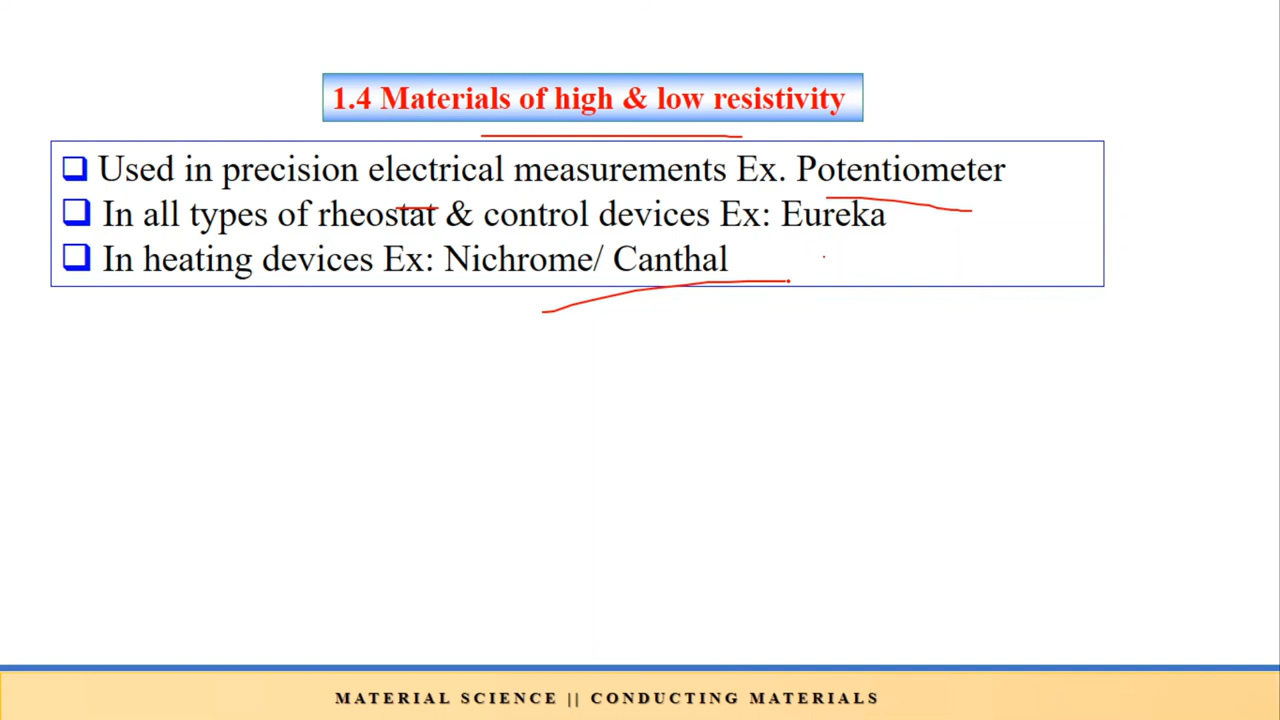 1.4 Materials of high & low resistivity
Used in precision electrical measurements Ex. Potentiometer
In all types of rheostat & control devices Ex: Eureka
In heating devices Ex: Nichrome/ Canthal
MATERIAL SCIENCE || CONDUCTING MATERIALS